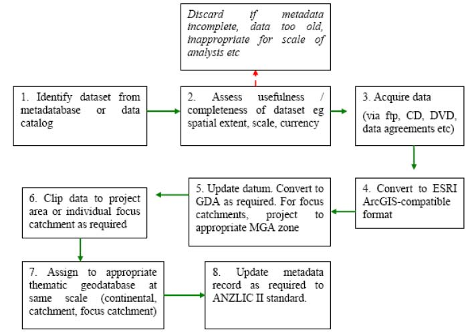 Discard if metadata
incomplete, data too old,
inappropriate for scale of
analysis etc
1. Identify dataset from
metadatabase or data
catalog
2. Assess usefulness /
completeness of dataset eg
spatial extent, scale, currency
3. Acquire data
(via ftp, CD, DVD,
data agreements etc)
4. Convert to ESRI
ArcGIS-compatible
format
5. Update datum. Convert to
GDA as required. For focus
catchments, project to
appropriate MGA zone
6. Clip data to project
area or individual focus
catchment as required
7. Assign to appropriate
thematic geodatabase at
same scale (continental,
catchment, focus catchment)
8. Update metadata
record as required to
ANZLIC II standard.